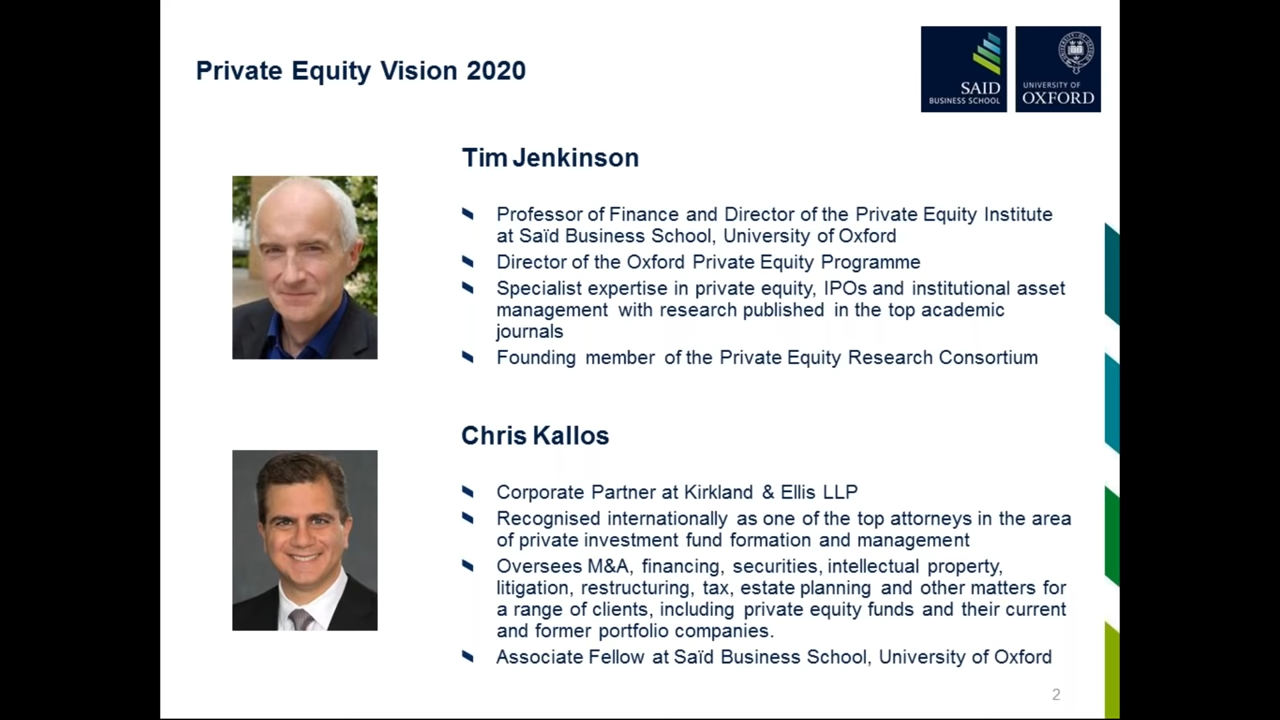 Private Equity Vision 2020
SAID
BUSINESS SCHOOL
UNIVERSITY OF
OXFORD
Tim Jenkinson
Professor of Finance and Director of the Private Equity Institute
at Saïd Business School, University of Oxford
Director of the Oxford Private Equity Programme
Specialist expertise in private equity, IPOs and institutional asset
management with research published in the top academic
journals
Founding member of the Private Equity Research Consortium
Chris Kallos
Corporate Partner at Kirkland & Ellis LLP
Recognised internationally as one of the top attorneys in the area
of private investment fund formation and management
Oversees M&A, financing, securities, intellectual property,
litigation, restructuring, tax, estate planning and other matters for
a range of clients, including private equity funds and their current
and former portfolio companies.
Associate Fellow at Saïd Business School, University of Oxford
2